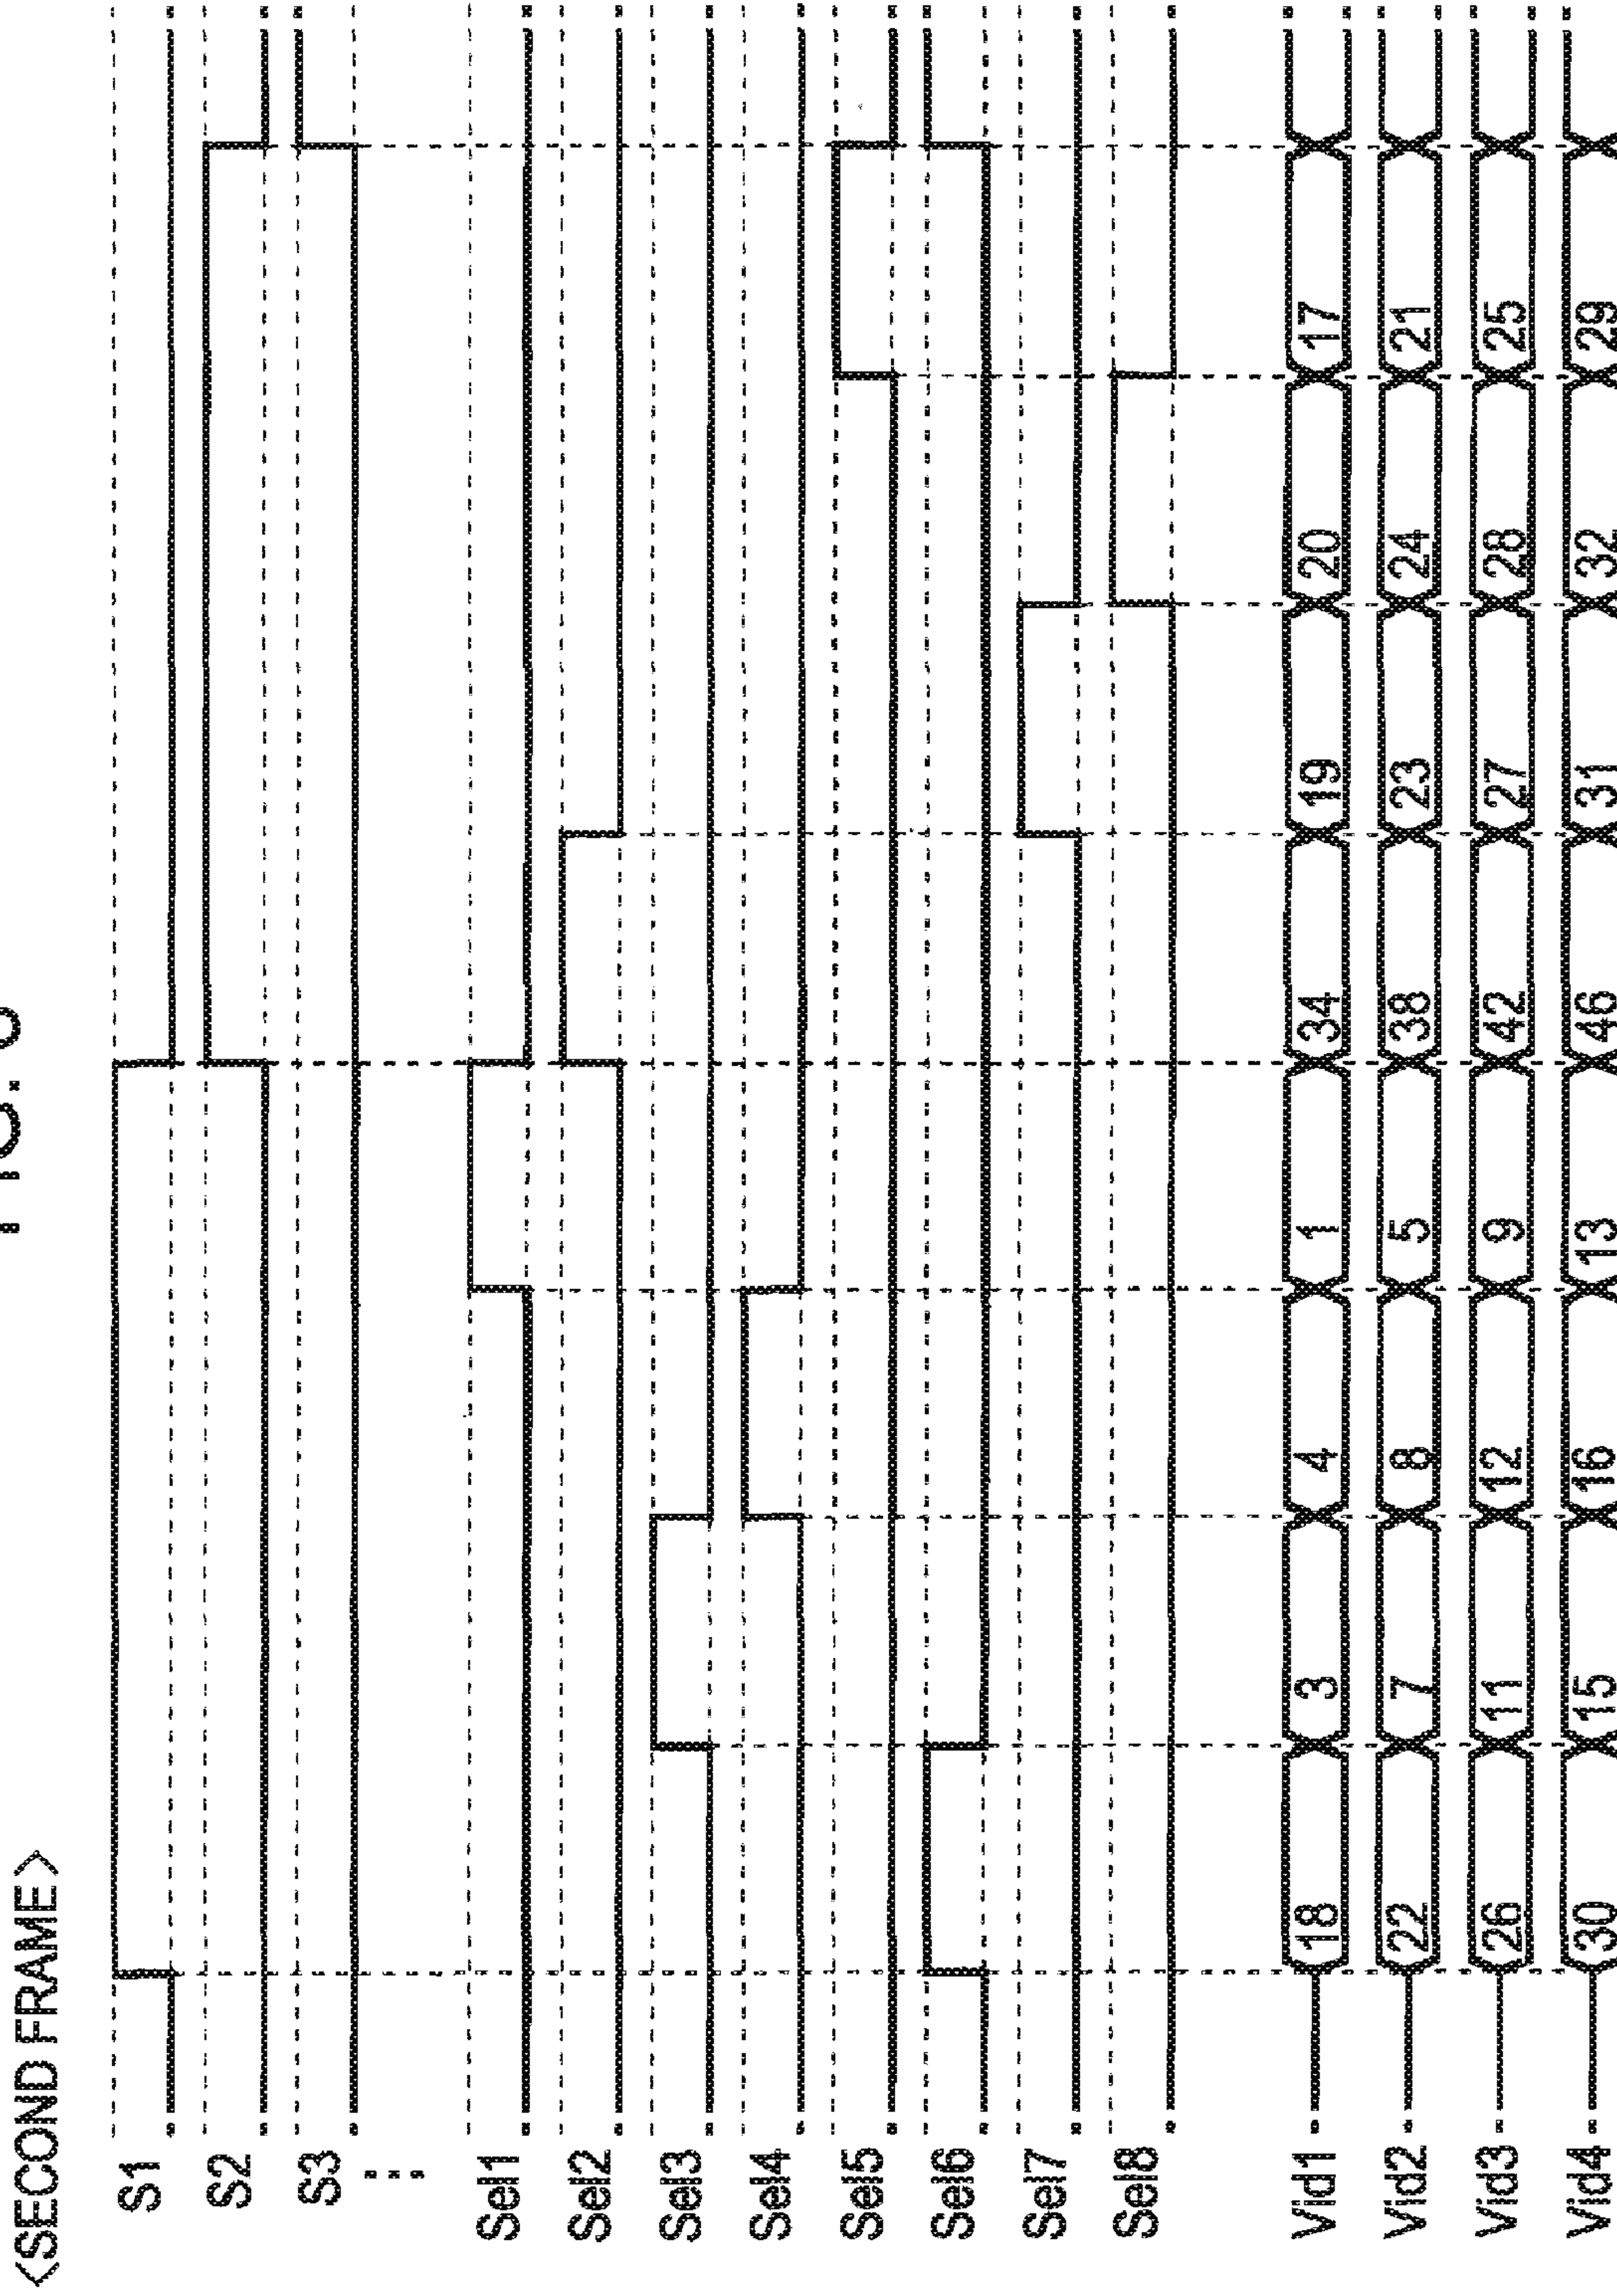 <SECOND FRAME>
S1
S2
S3
Sel1
Sel2
Sel3
Sel4
Sel5
Sel6
Sel7
Sel8
Vid1 18 3 4 1 34 19 20 17
Vid2 22 7 8 5 38 23 24 21
Vid3 26 11 12 9 42 27 28 25
Vid4 30 15 16 13 46 31 32 29